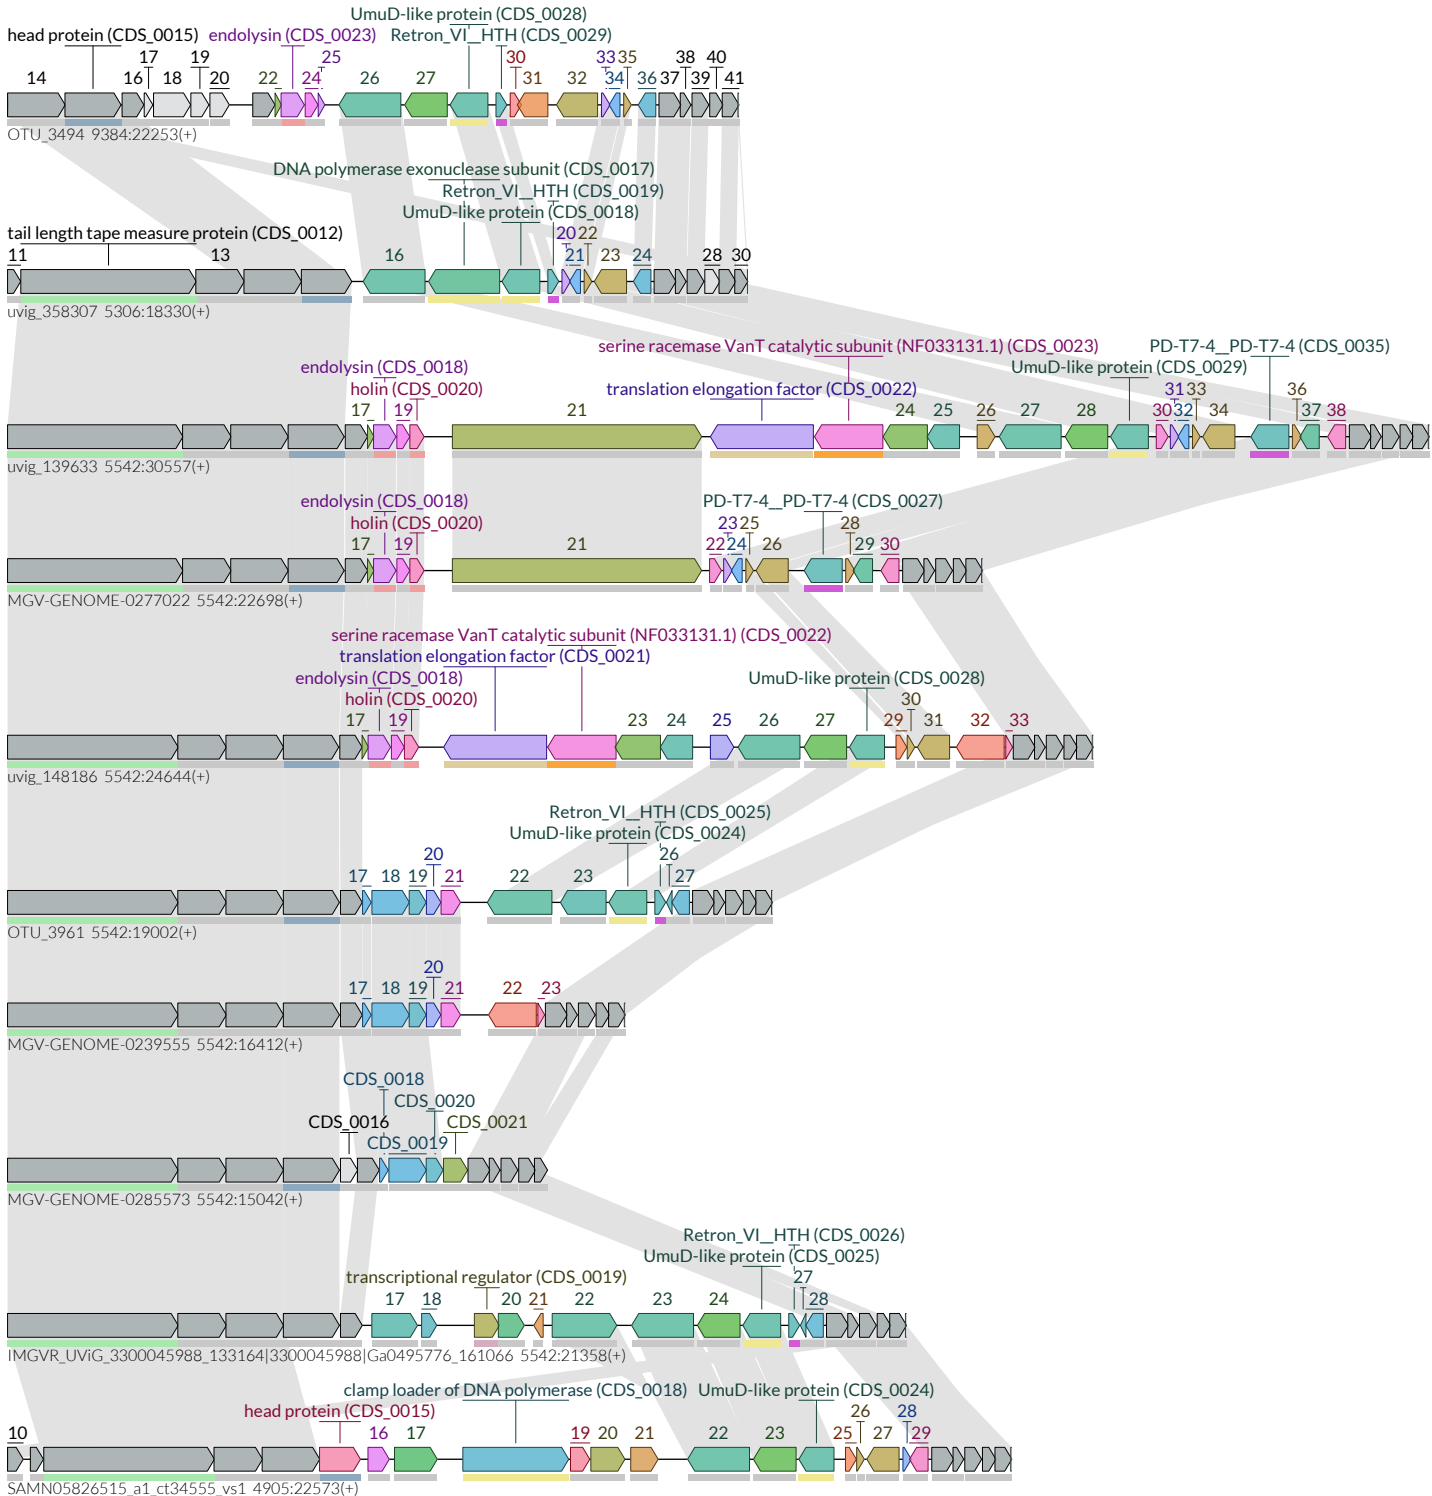 UmuD-like protein (CDS_0028)
head protein (CDS_0015) endolysin (CDS_0023) Retron_VI__HTH (CDS_0029)
17 19 25 30 33 35 38 40
14 16 18 20 22 24 26 27 31 32 34 36 37 39 41
OTU_3494 9384:22253(+)
DNA polymerase exonuclease subunit (CDS_0017)
Retron_VI__HTH (CDS_0019)
UmuD-like protein (CDS_0018)
tail length tape measure protein (CDS_0012) 20 22
11 13 16 21 23 24 28 30
uvig_358307 5306:18330(+)
serine racemase VanT catalytic subunit (NF033131.1) (CDS_0023) PD-T7-4__PD-T7-4 (CDS_0035)
endolysin (CDS_0018) UmuD-like protein (CDS_0029)
holin (CDS_0020) translation elongation factor (CDS_0022) 31 33 36
17 19 21 24 25 26 27 28 30 32 34 37 38
uvig_139633 5542:30557(+)
endolysin (CDS_0018) PD-T7-4__PD-T7-4 (CDS_0027)
holin (CDS_0020) 23 25 28
17 19 21 22 24 26 29 30
MGV-GENOME-0277022 5542:22698(+)
serine racemase VanT catalytic subunit (NF033131.1) (CDS_0022)
translation elongation factor (CDS_0021)
endolysin (CDS_0018) UmuD-like protein (CDS_0028)
holin (CDS_0020) 30
17 19 23 24 25 26 27 29 31 32 33
uvig_148186 5542:24644(+)
Retron_VI__HTH (CDS_0025)
UmuD-like protein (CDS_0024)
20 26
17 18 19 21 22 23 27
OTU_3961 5542:19002(+)
20
17 18 19 21 22 23
MGV-GENOME-0239555 5542:16412(+)
CDS_0018
CDS_0020
CDS_0016 CDS_0021
CDS_0019
MGV-GENOME-0285573 5542:15042(+)
Retron_VI__HTH (CDS_0026)
UmuD-like protein (CDS_0025)
transcriptional regulator (CDS_0019) 27
17 18 20 21 22 23 24 28
IMGVR_UViG_3300045988_133164|3300045988|Ga0495776_161066 5542:21358(+)
clamp loader of DNA polymerase (CDS_0018) UmuD-like protein (CDS_0024)
head protein (CDS_0015) 26 28
10 16 17 19 20 21 22 23 25 27 29
SAMN05826515_a1_ct34555_vs1 4905:22573(+)